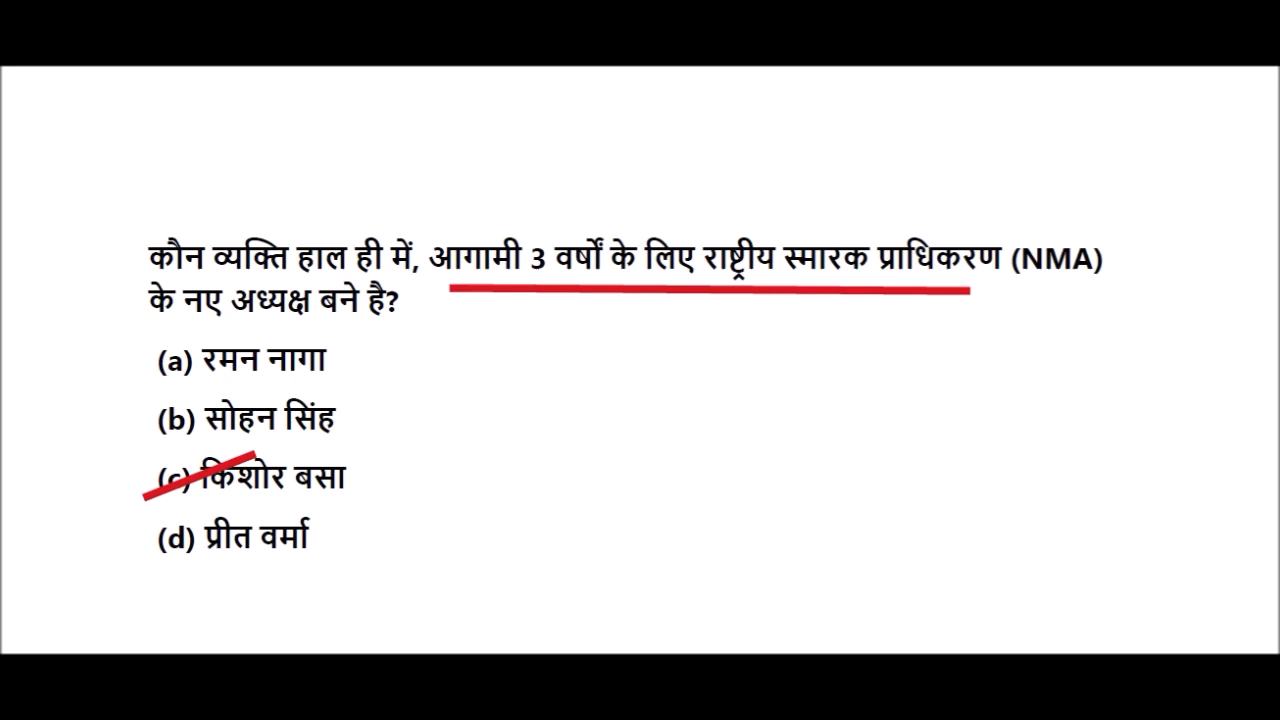 कौन व्यक्ति हाल ही में, आगामी 3 वर्षों के लिए राष्ट्रीय स्मारक प्राधिकरण (NMA)
के नए अध्यक्ष बने है?
(a) रमन नागा
(b) सोहन सिंह
(c) किशोर बसा
(d) प्रीत वर्मा